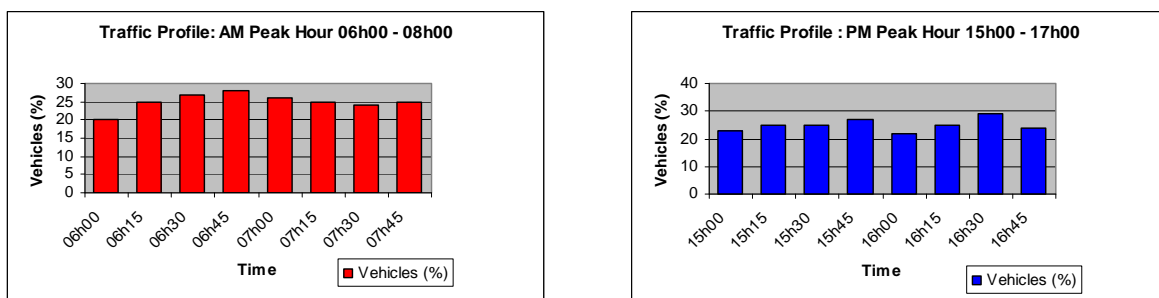 Traffic Profile: AM Peak Hour 06h00 - 08h00
30
25
20
15
10
5
0
Vehicles (%)
06h00
06h15
06h30
06h45
07h00
07h15
07h30
07h45
Time
Vehicles (%)
Traffic Profile : PM Peak Hour 15h00 - 17h00
40
30
20
10
0
Vehicles (%)
15h00
15h15
15h30
15h45
16h00
16h15
16h30
16h45
Time
Vehicles (%)